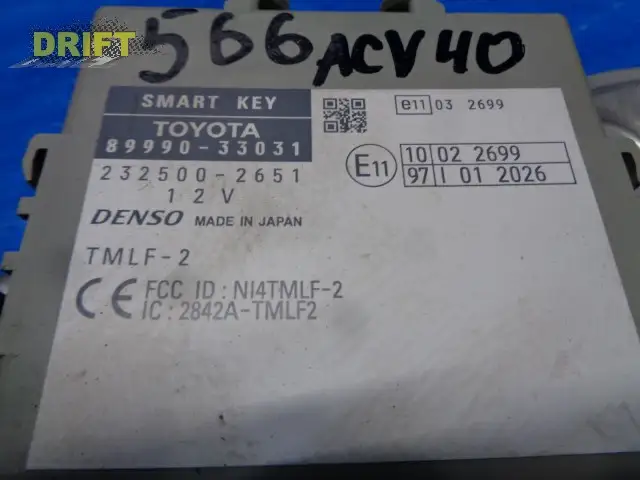 DRIFT
566 ACV40
SMART KEY
TOYOTA
89990-33031
232500-2651
12V
DENSO MADE IN JAPAN
TMLF-2
CE FCC ID : NI4TMLF-2
IC : 2842A-TMLF2
e11 03 2699
E11 10 02 2699
97 I 01 2026